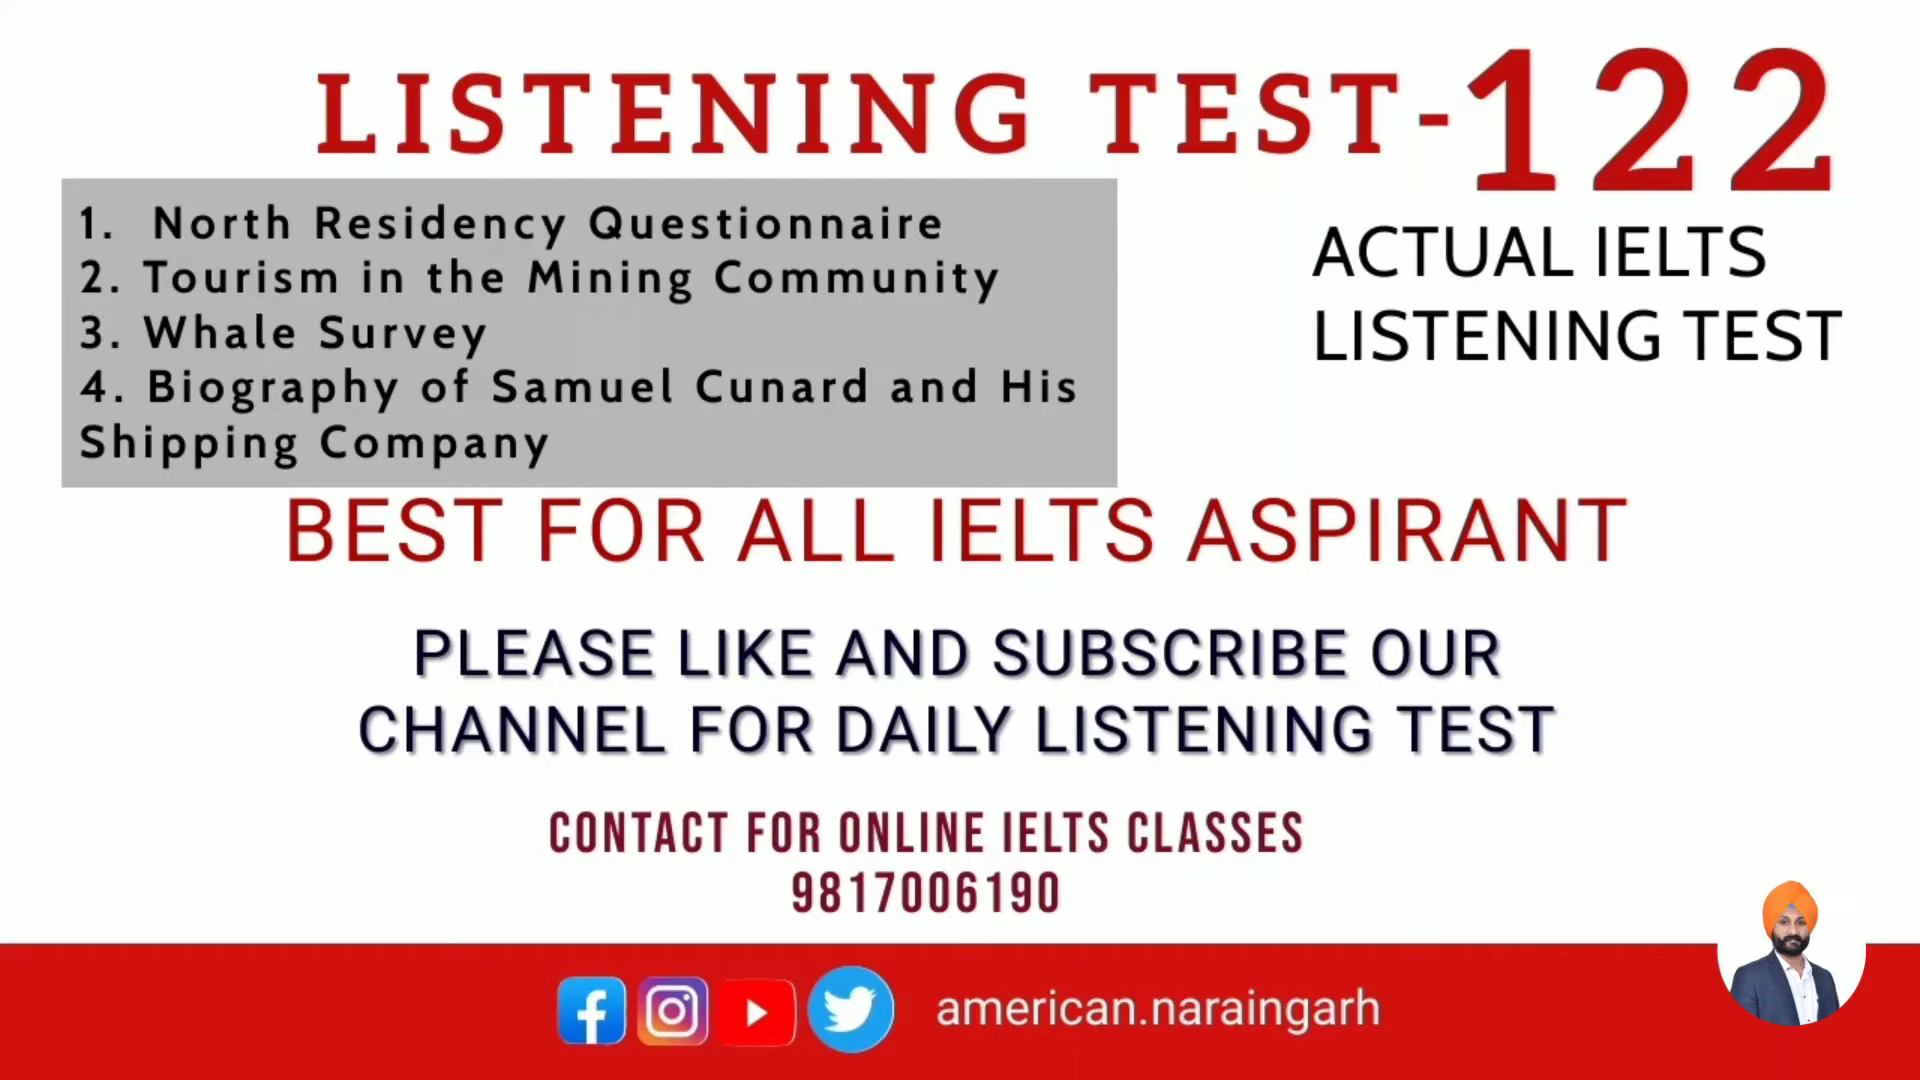 LISTENING TEST-122
1. North Residency Questionnaire
2. Tourism in the Mining Community
3. Whale Survey
4. Biography of Samuel Cunard and His
Shipping Company
ACTUAL IELTS
LISTENING TEST
BEST FOR ALL IELTS ASPIRANT
PLEASE LIKE AND SUBSCRIBE OUR
CHANNEL FOR DAILY LISTENING TEST
CONTACT FOR ONLINE IELTS CLASSES
9817006190
american.naraingarh